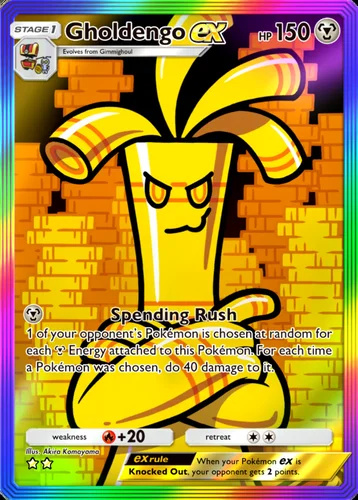 STAGE 1
Gholdengo ex
HP 150
Evolves from Gimmighoul
Spending Rush
1 of your opponent's Pokémon is chosen at random for
each Energy attached to this Pokémon. For each time
a Pokémon was chosen, do 40 damage to it.
weakness +20 retreat
Illus. Akira Komayama
ex rule When your Pokémon ex is
Knocked Out, your opponent gets 2 points.